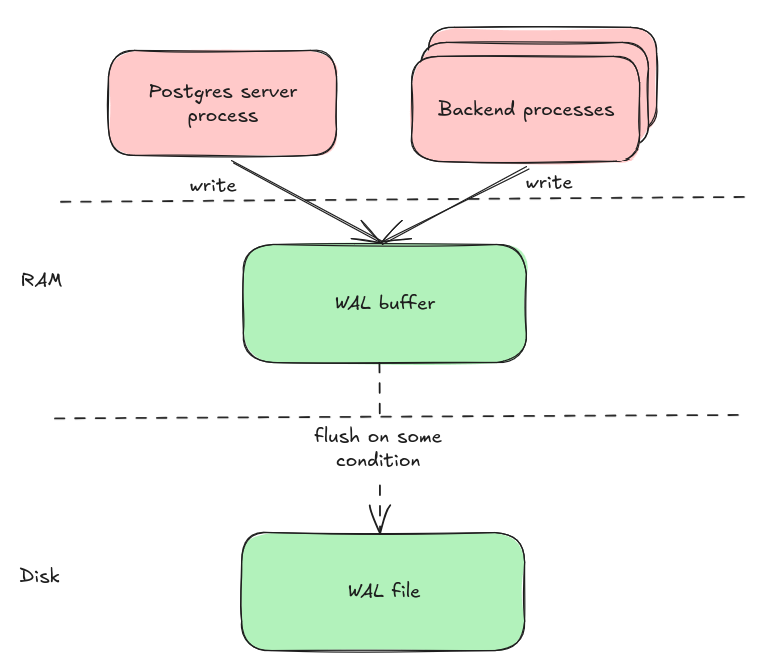 Postgres server
process
Backend processes
write
write
RAM
WAL buffer
flush on some
condition
Disk
WAL file